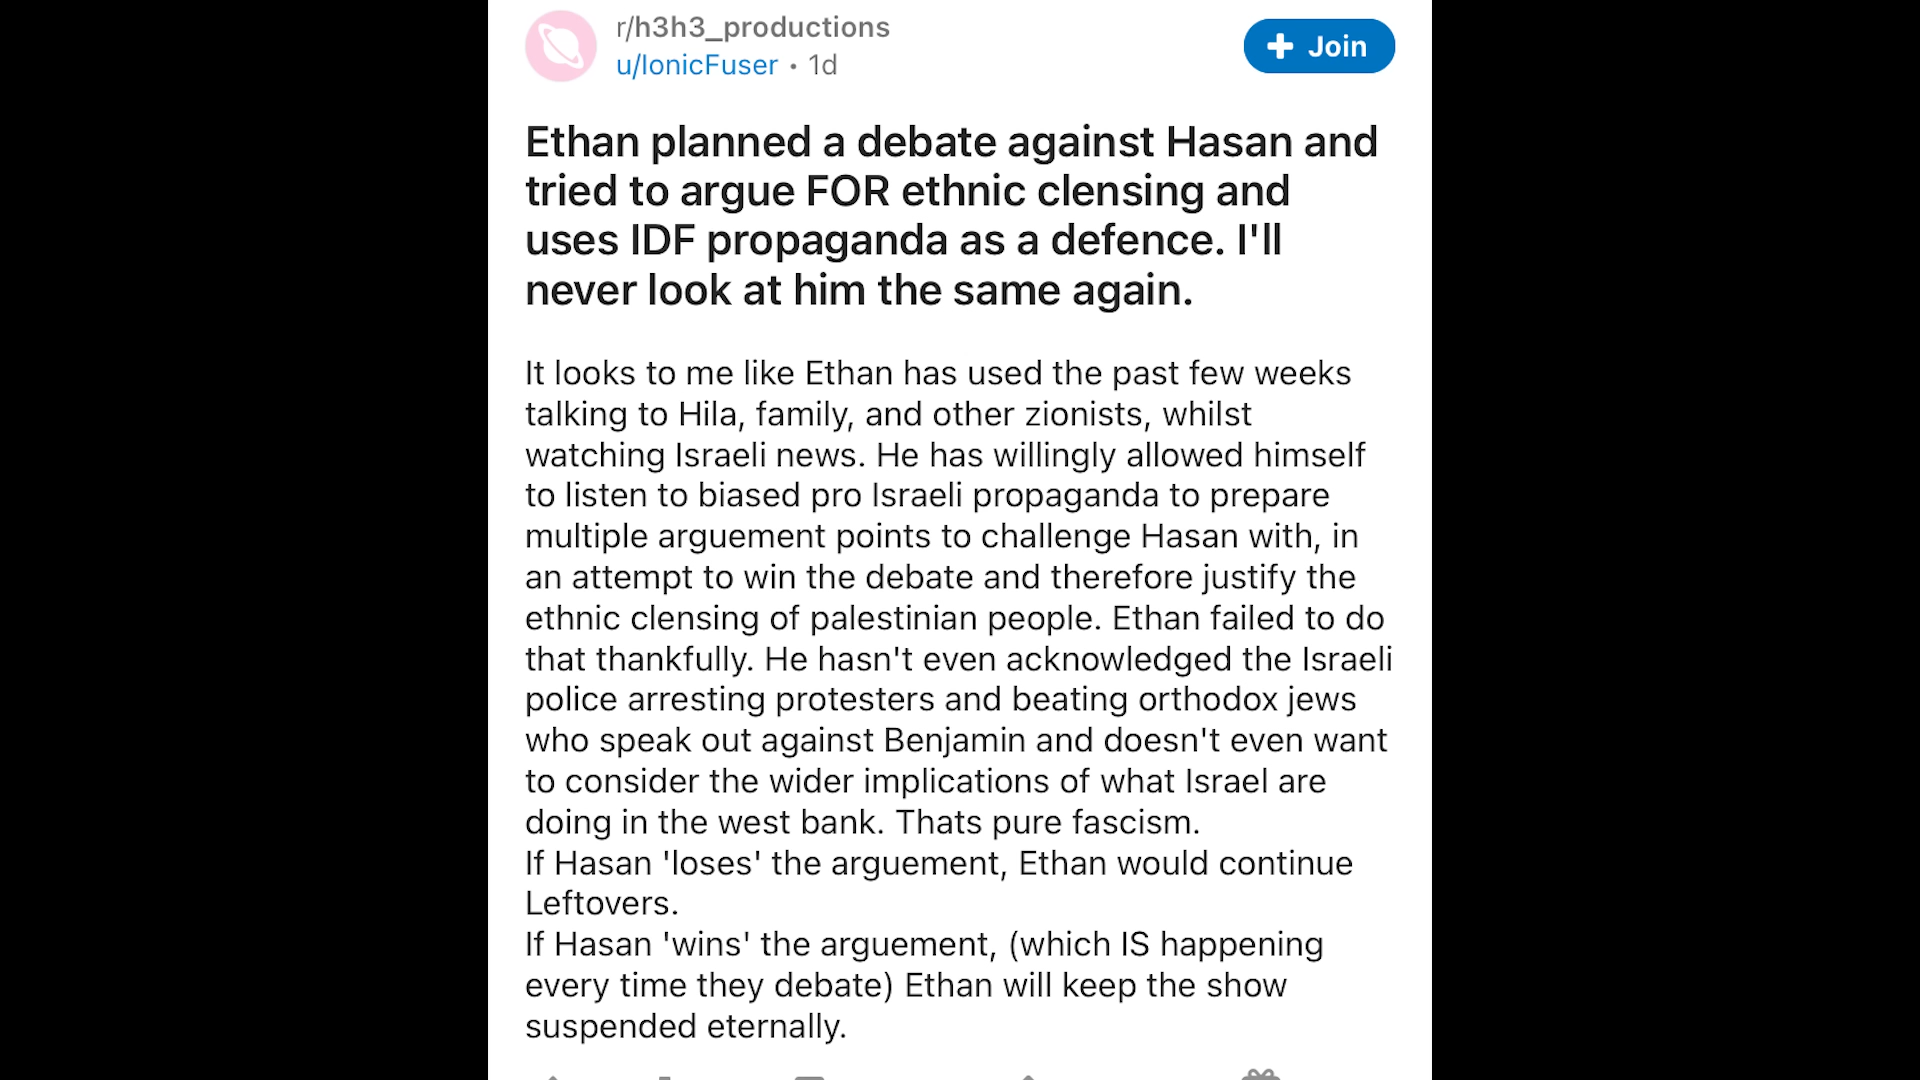 r/h3h3_productions
u/IonicFuser • 1d
Join
Ethan planned a debate against Hasan and
tried to argue FOR ethnic clensing and
uses IDF propaganda as a defence. I'll
never look at him the same again.
It looks to me like Ethan has used the past few weeks
talking to Hila, family, and other zionists, whilst
watching Israeli news. He has willingly allowed himself
to listen to biased pro Israeli propaganda to prepare
multiple arguement points to challenge Hasan with, in
an attempt to win the debate and therefore justify the
ethnic clensing of palestinian people. Ethan failed to do
that thankfully. He hasn't even acknowledged the Israeli
police arresting protesters and beating orthodox jews
who speak out against Benjamin and doesn't even want
to consider the wider implications of what Israel are
doing in the west bank. Thats pure fascism.
If Hasan 'loses' the arguement, Ethan would continue
Leftovers.
If Hasan 'wins' the arguement, (which IS happening
every time they debate) Ethan will keep the show
suspended eternally.